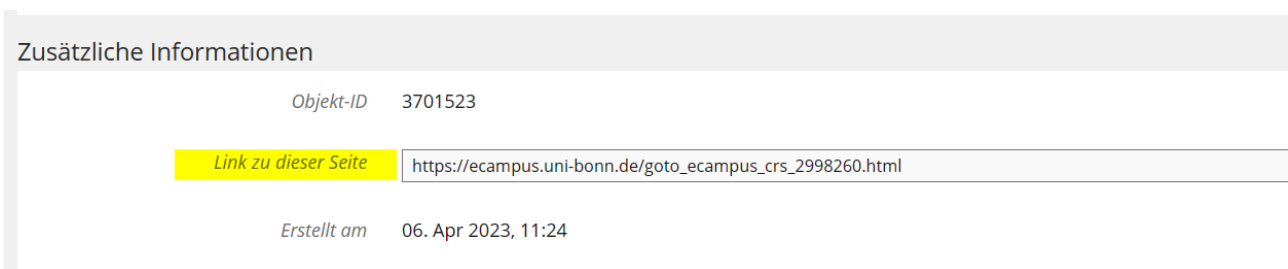 Zusätzliche Informationen
Objekt-ID 3701523
Link zu dieser Seite https://ecampus.uni-bonn.de/goto_ecampus_crs_2998260.html
Erstellt am 06. Apr 2023, 11:24